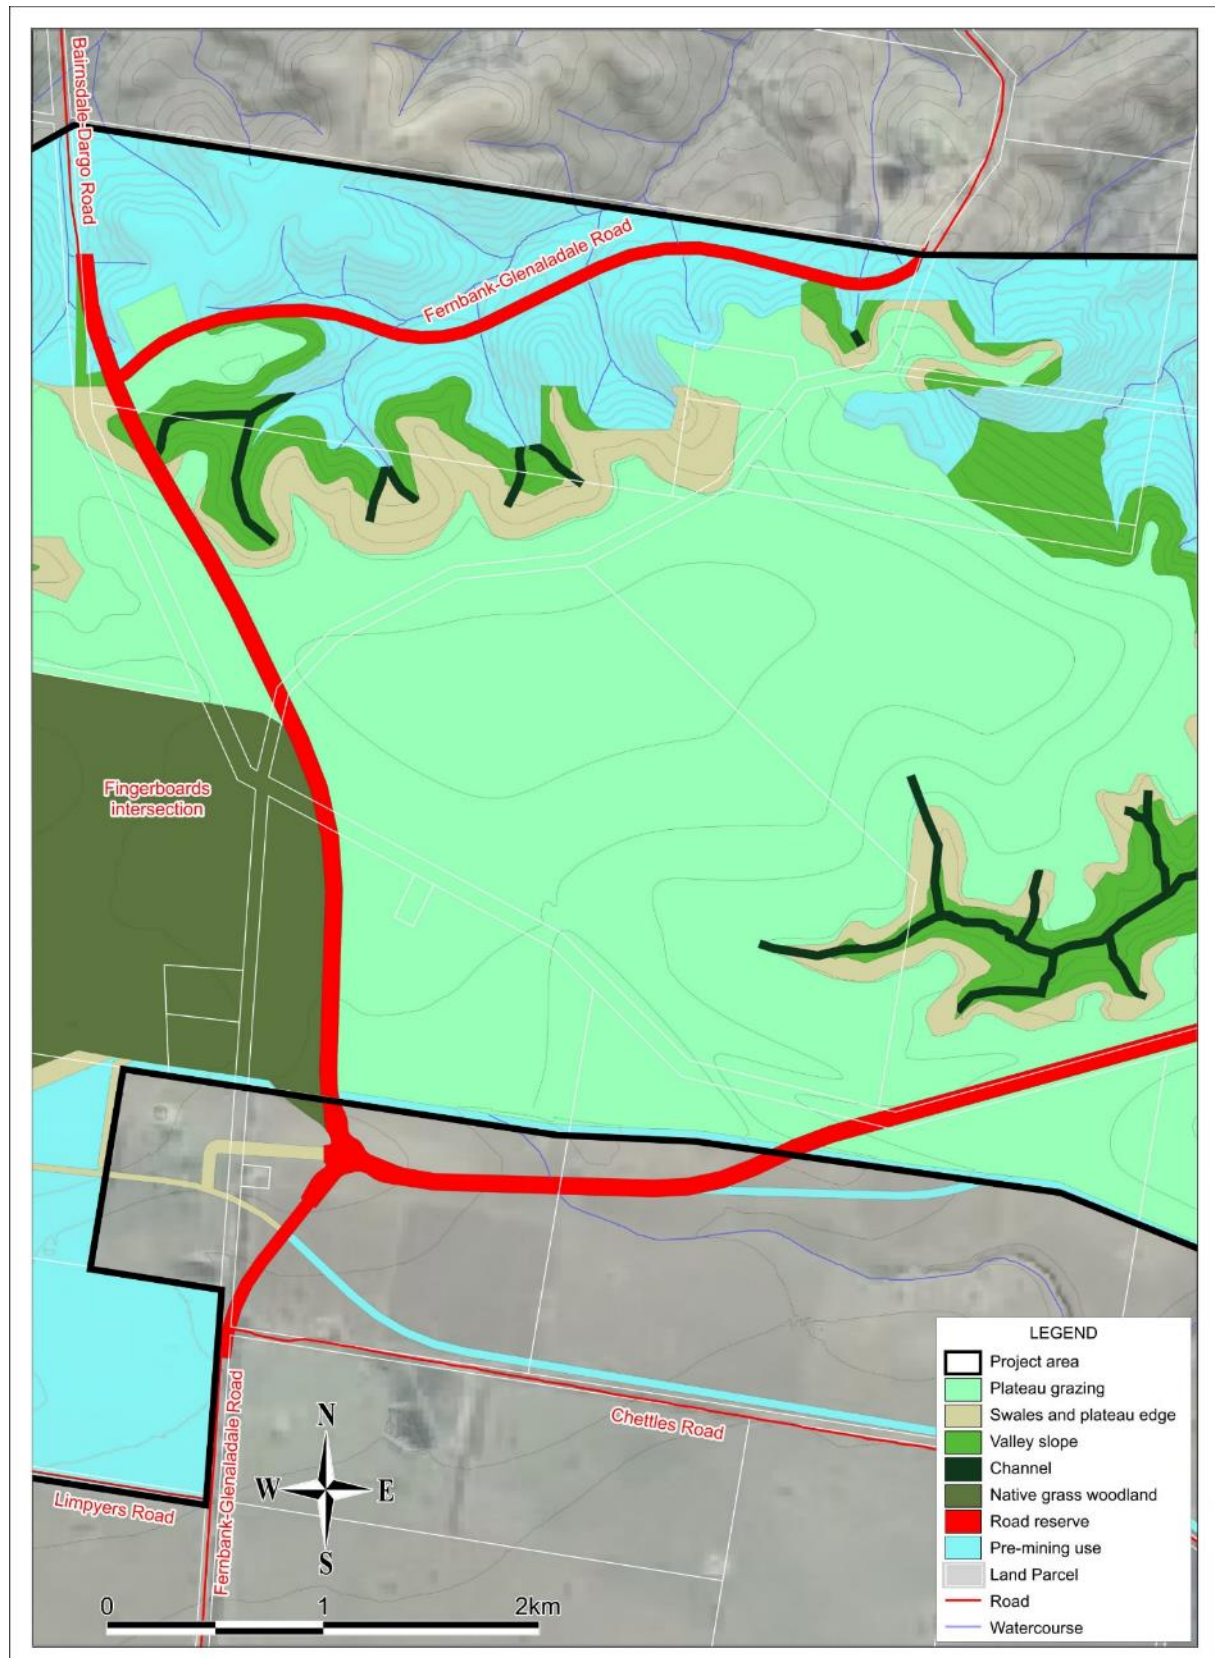 Bairnsdale-Dargo Road
Fernbank-Glenaladale Road
Fingerboards
intersection
Chettles Road
Fernbank-Glenaladale Road
Limpyers Road
N
W
E
S
0
1
2km
LEGEND
Project area
Plateau grazing
Swales and plateau edge
Valley slope
Channel
Native grass woodland
Road reserve
Pre-mining use
Land Parcel
Road
Watercourse